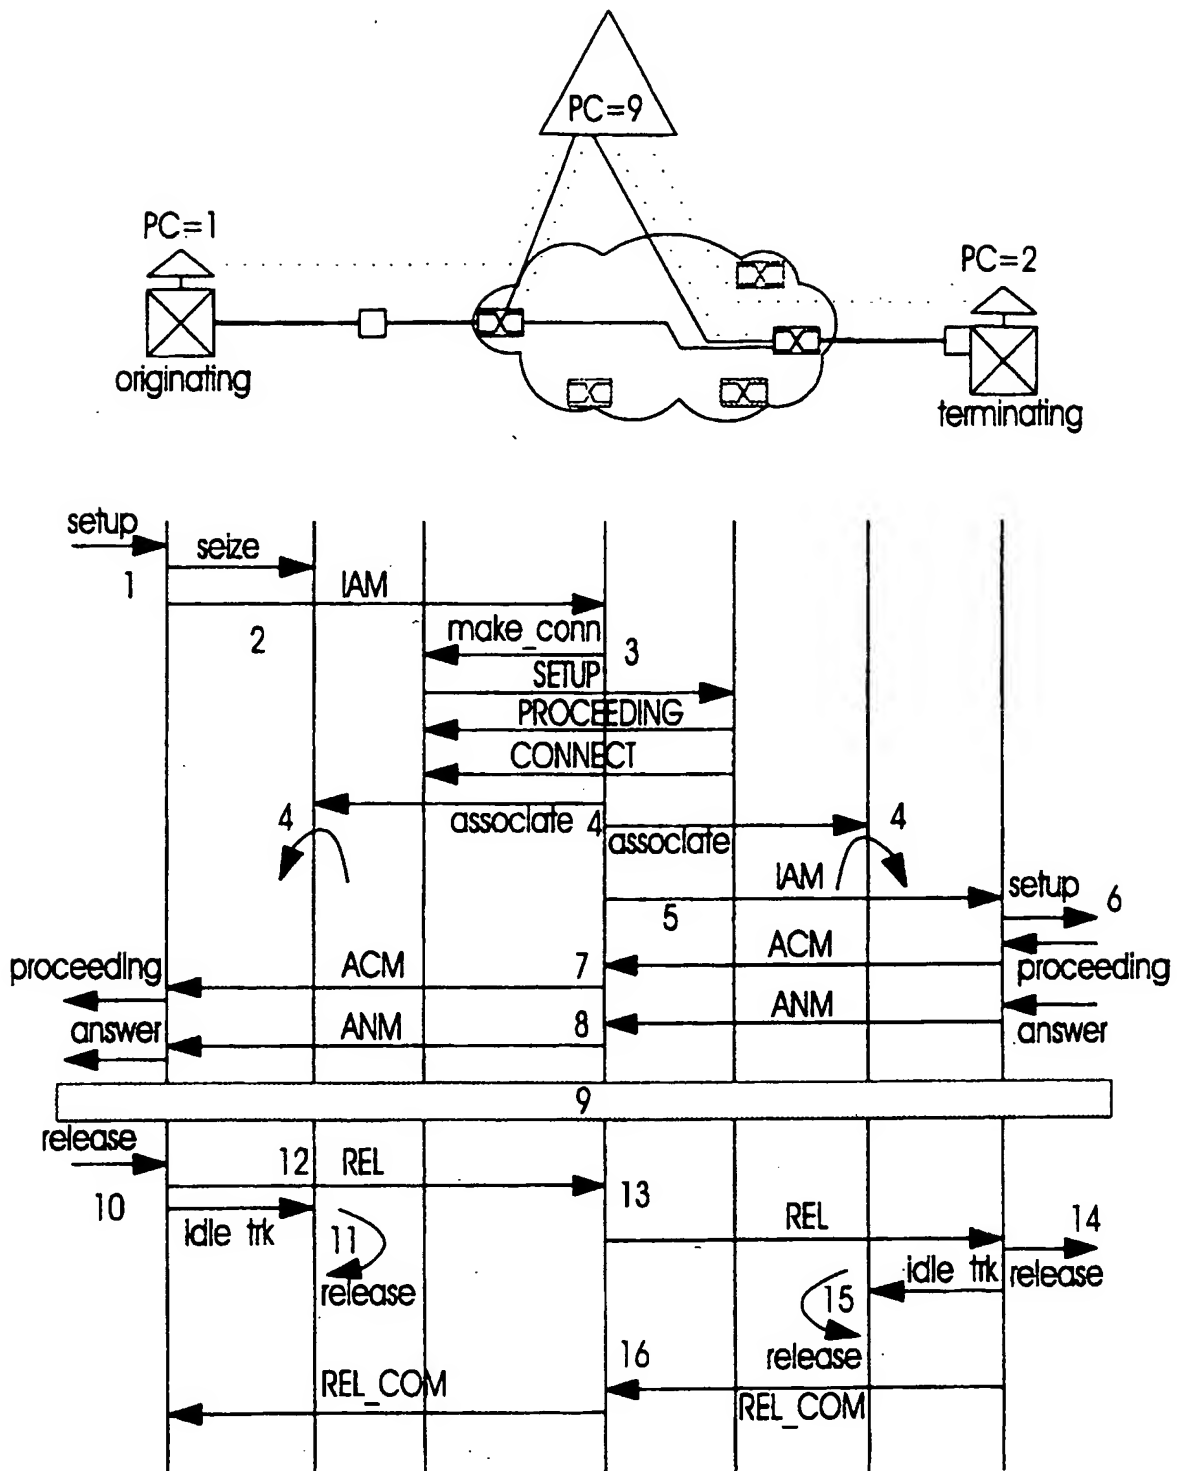 PC=9
PC=1
PC=2
originating
terminating
setup
seize
1
IAM
2
make_conn
3
SETUP
PROCEEDING
CONNECT
4
associate
4
associate
4
IAM
setup
6
5
ACM
proceeding
ACM
7
proceeding
ANM
answer
ANM
8
answer
9
release
12
REL
13
10
idle trk
11
release
REL
14
idle trk
release
15
release
16
REL_COM
REL_COM